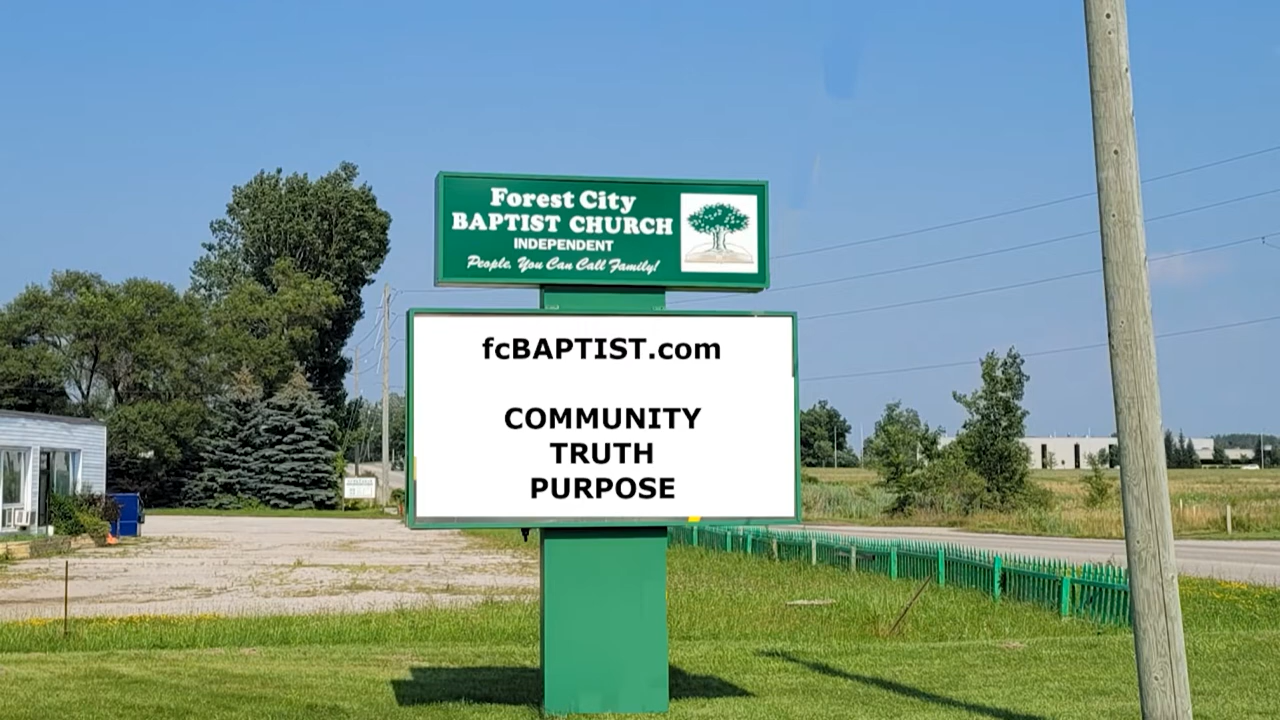 Forest City
BAPTIST CHURCH
INDEPENDENT
People, You Can Call Family!
fcBAPTIST.com
COMMUNITY
TRUTH
PURPOSE